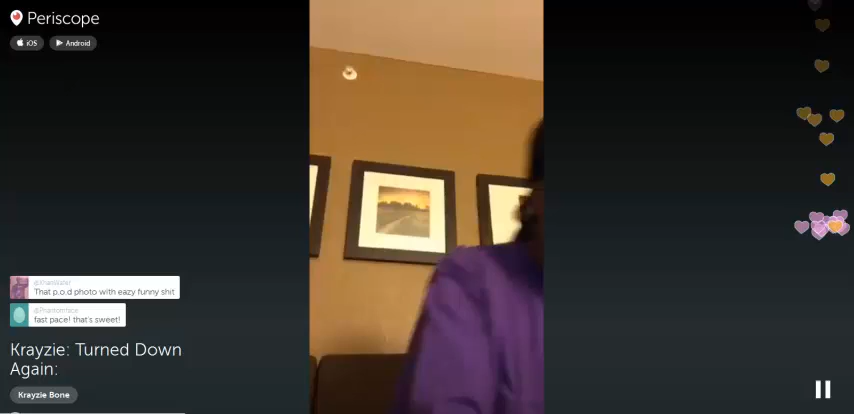 Periscope
iOS
Android
That p.o.d photo with eazy funny shit
fast pace! that's sweet!
Krayzie: Turned Down
Again:
Krayzie Bone